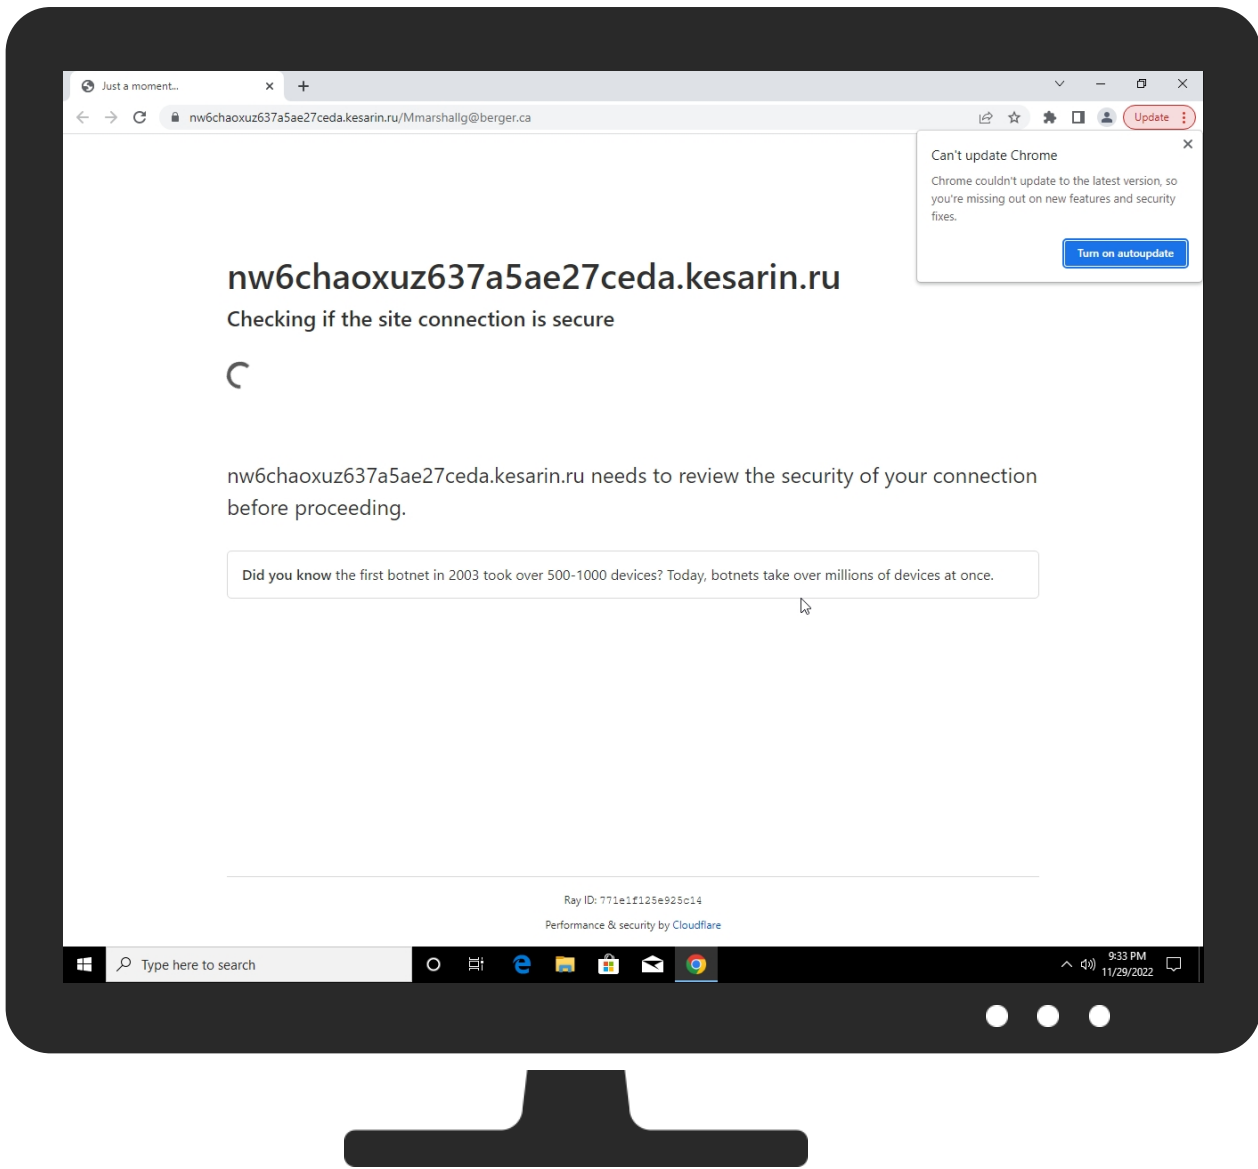 Just a moment...
nw6chaoxuz637a5ae27ceda.kesarin.ru/Mmarshallg@berger.ca
Update
Can't update Chrome
Chrome couldn't update to the latest version, so
you're missing out on new features and security
fixes.
Turn on autoupdate
nw6chaoxuz637a5ae27ceda.kesarin.ru
Checking if the site connection is secure
nw6chaoxuz637a5ae27ceda.kesarin.ru needs to review the security of your connection
before proceeding.
Did you know the first botnet in 2003 took over 500-1000 devices? Today, botnets take over millions of devices at once.
Ray ID: 771e1f125e925c14
Performance & security by Cloudflare
Type here to search
9:33 PM
11/29/2022